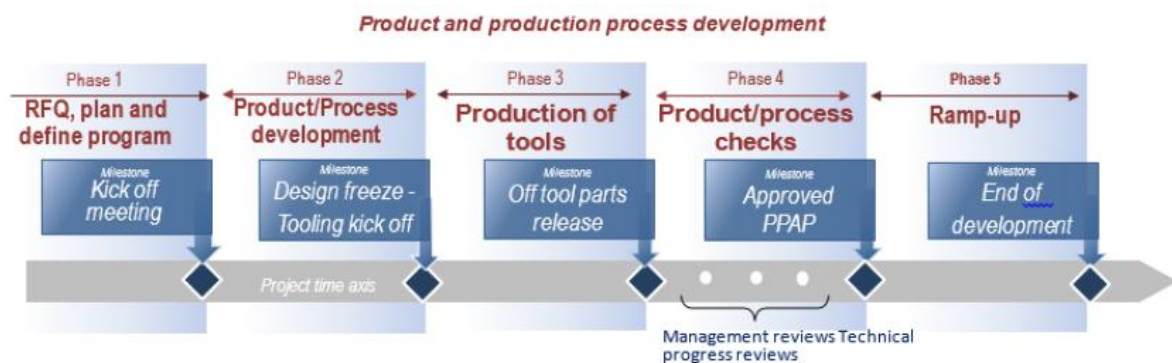 Product and production process development
Phase 1
RFQ, plan and
define program
Phase 2
Product/Process
development
Phase 3
Production of
tools
Phase 4
Product/process
checks
Phase 5
Ramp-up
Milestone
Kick off
meeting
Milestone
Design freeze -
Tooling kick off
Milestone
Off tool parts
release
Milestone
Approved
PPAP
Milestone
End of
development
Project time axis
Management reviews Technical
progress reviews